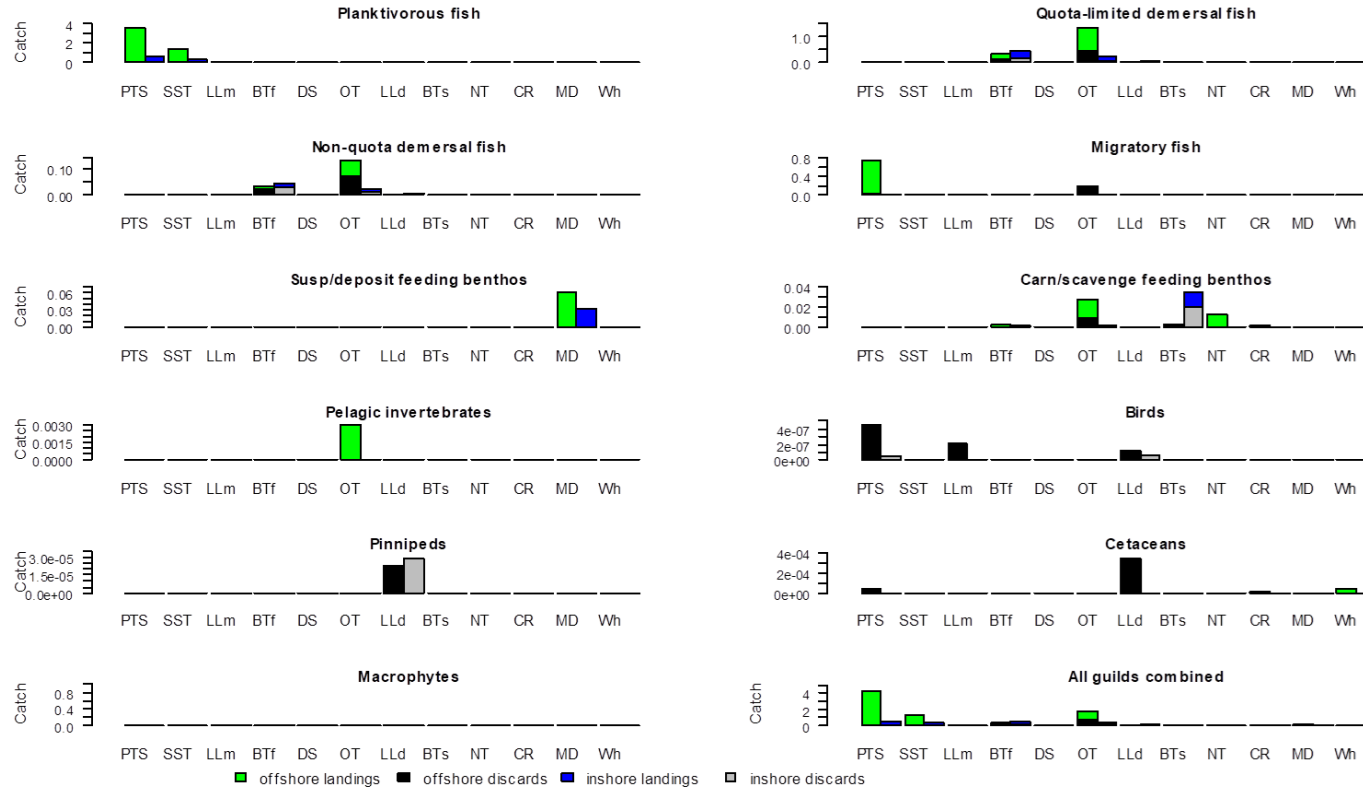 Planktivorous fish
Catch
4
2
0
PTS SST LLm BTf DS OT LLd BTs NT CR MD Wh
Quota-limited demersal fish
1.0
0.0
PTS SST LLm BTf DS OT LLd BTs NT CR MD Wh
Non-quota demersal fish
Catch
0.10
0.00
PTS SST LLm BTf DS OT LLd BTs NT CR MD Wh
Migratory fish
0.8
0.4
0.0
PTS SST LLm BTf DS OT LLd BTs NT CR MD Wh
Susp/deposit feeding benthos
Catch
0.06
0.03
0.00
PTS SST LLm BTf DS OT LLd BTs NT CR MD Wh
Carn/scavenge feeding benthos
0.04
0.02
0.00
PTS SST LLm BTf DS OT LLd BTs NT CR MD Wh
Pelagic invertebrates
Catch
0.0030
0.0015
0.0000
PTS SST LLm BTf DS OT LLd BTs NT CR MD Wh
Birds
4e-07
2e-07
0e+00
PTS SST LLm BTf DS OT LLd BTs NT CR MD Wh
Pinnipeds
Catch
3.0e-05
1.5e-05
0.0e+00
PTS SST LLm BTf DS OT LLd BTs NT CR MD Wh
Cetaceans
4e-04
2e-04
0e+00
PTS SST LLm BTf DS OT LLd BTs NT CR MD Wh
Macrophytes
Catch
0.8
0.4
0.0
PTS SST LLm BTf DS OT LLd BTs NT CR MD Wh
All guilds combined
Catch
4
2
0
PTS SST LLm BTf DS OT LLd BTs NT CR MD Wh
offshore landings offshore discards inshore landings inshore discards